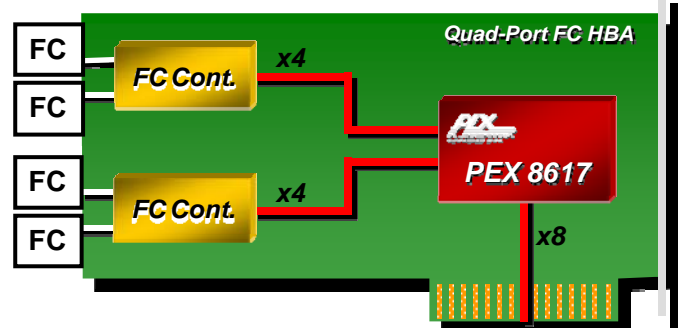 Quad-Port FC HBA
FC
FC Cont.
x4
FC
PEX
PEX 8617
FC
FC Cont.
x4
FC
x8